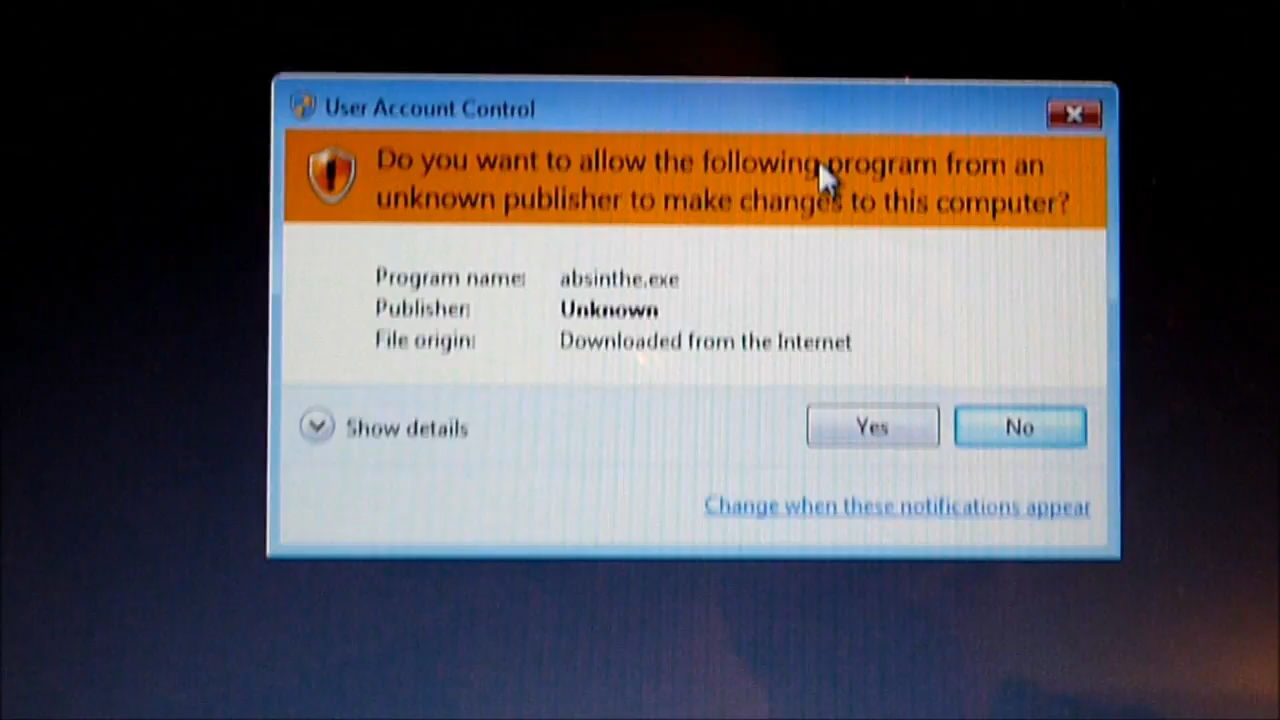 User Account Control
Do you want to allow the following program from an
unknown publisher to make changes to this computer?
Program name: absinthe.exe
Publisher: Unknown
File origin: Downloaded from the Internet
Show details
Yes
No
Change when these notifications appear